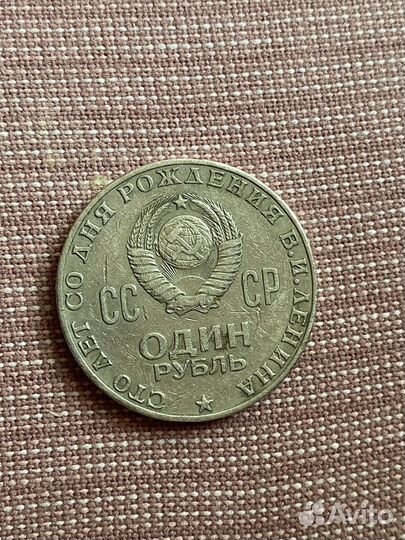 СТО ЛЕТ СО ДНЯ РОЖДЕНИЯ В.И.ЛЕНИНА
СС СР
ОДИН
РУБЛЬ
Avito